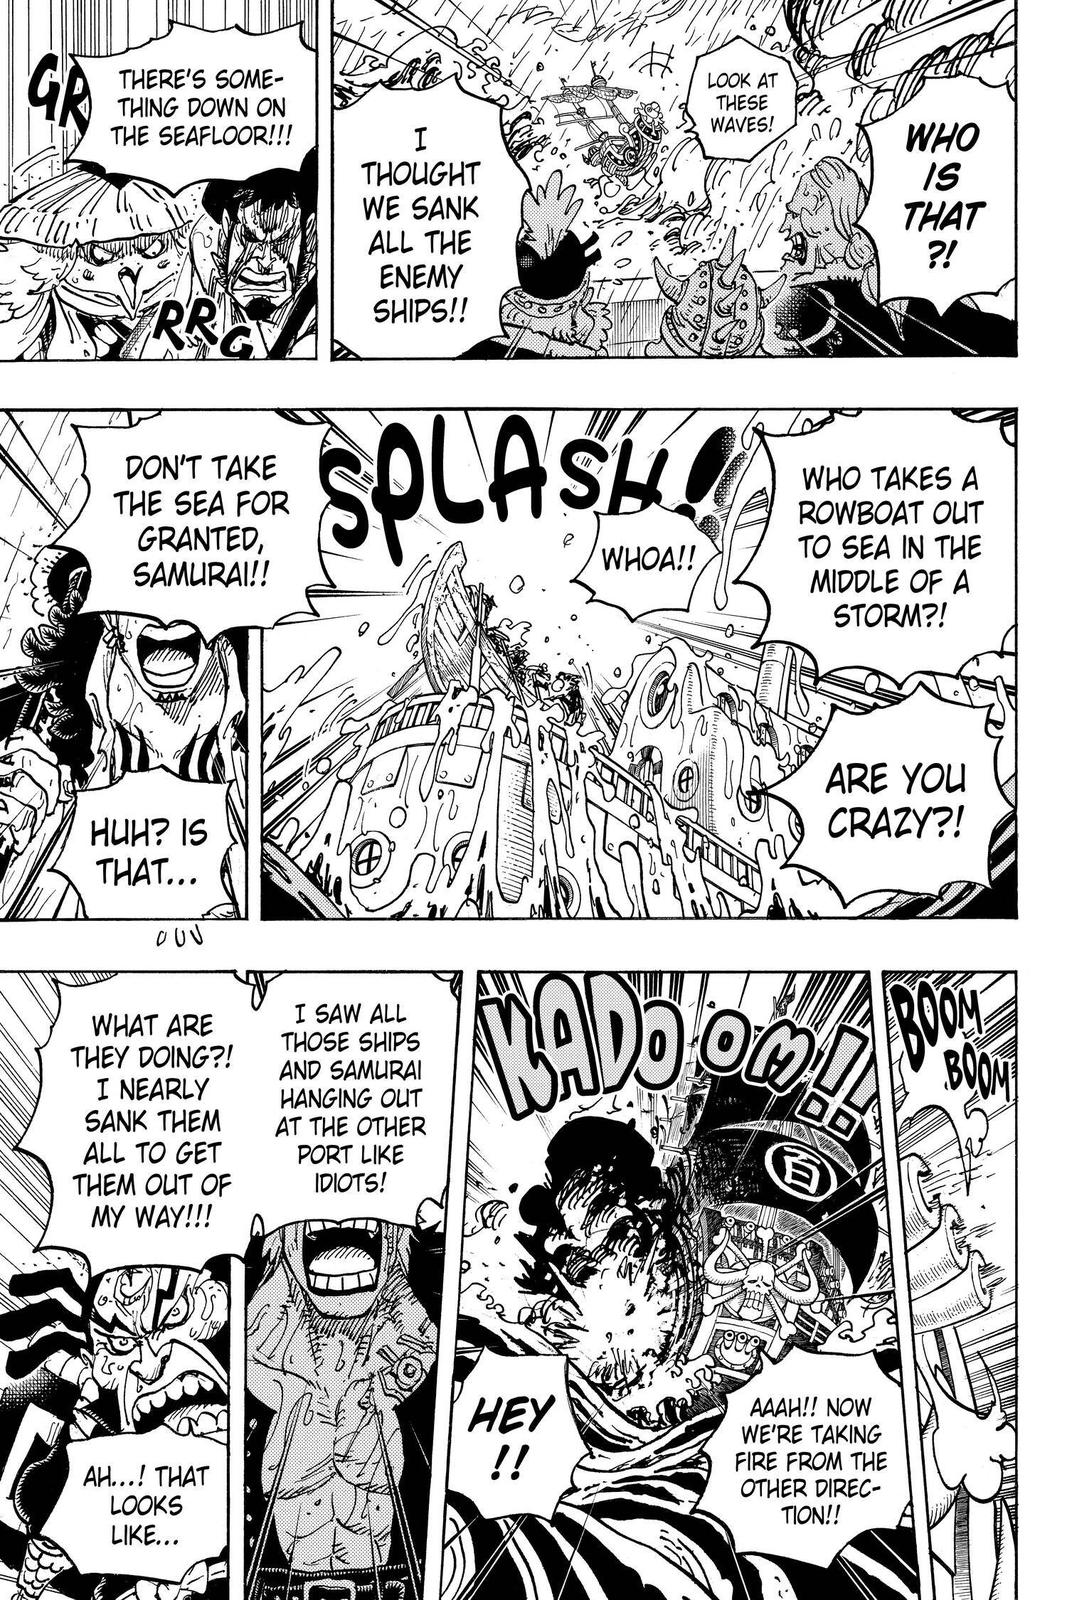 WHO
IS
THAT
?!
LOOK AT
THESE
WAVES!
I
THOUGHT
WE SANK
ALL THE
ENEMY
SHIPS!!
THERE'S SOME-
THING DOWN ON
THE SEAFLOOR!!!
GR
RRG
WHO TAKES A
ROWBOAT OUT
TO SEA IN THE
MIDDLE OF A
STORM?!
ARE YOU
CRAZY?!
WHOA!!
SPLASH!
DON'T TAKE
THE SEA FOR
GRANTED,
SAMURAI!!
HUH? IS
THAT...
BOOM
BOOM
KADOOM!!
百
AAAH!! NOW
WE'RE TAKING
FIRE FROM THE
OTHER DIREC-
TION!!
HEY
!!
I SAW ALL
THOSE SHIPS
AND SAMURAI
HANGING OUT
AT THE OTHER
PORT LIKE
IDIOTS!
WHAT ARE
THEY DOING?!
I NEARLY
SANK THEM
ALL TO GET
THEM OUT OF
MY WAY!!!
AH...! THAT
LOOKS
LIKE...